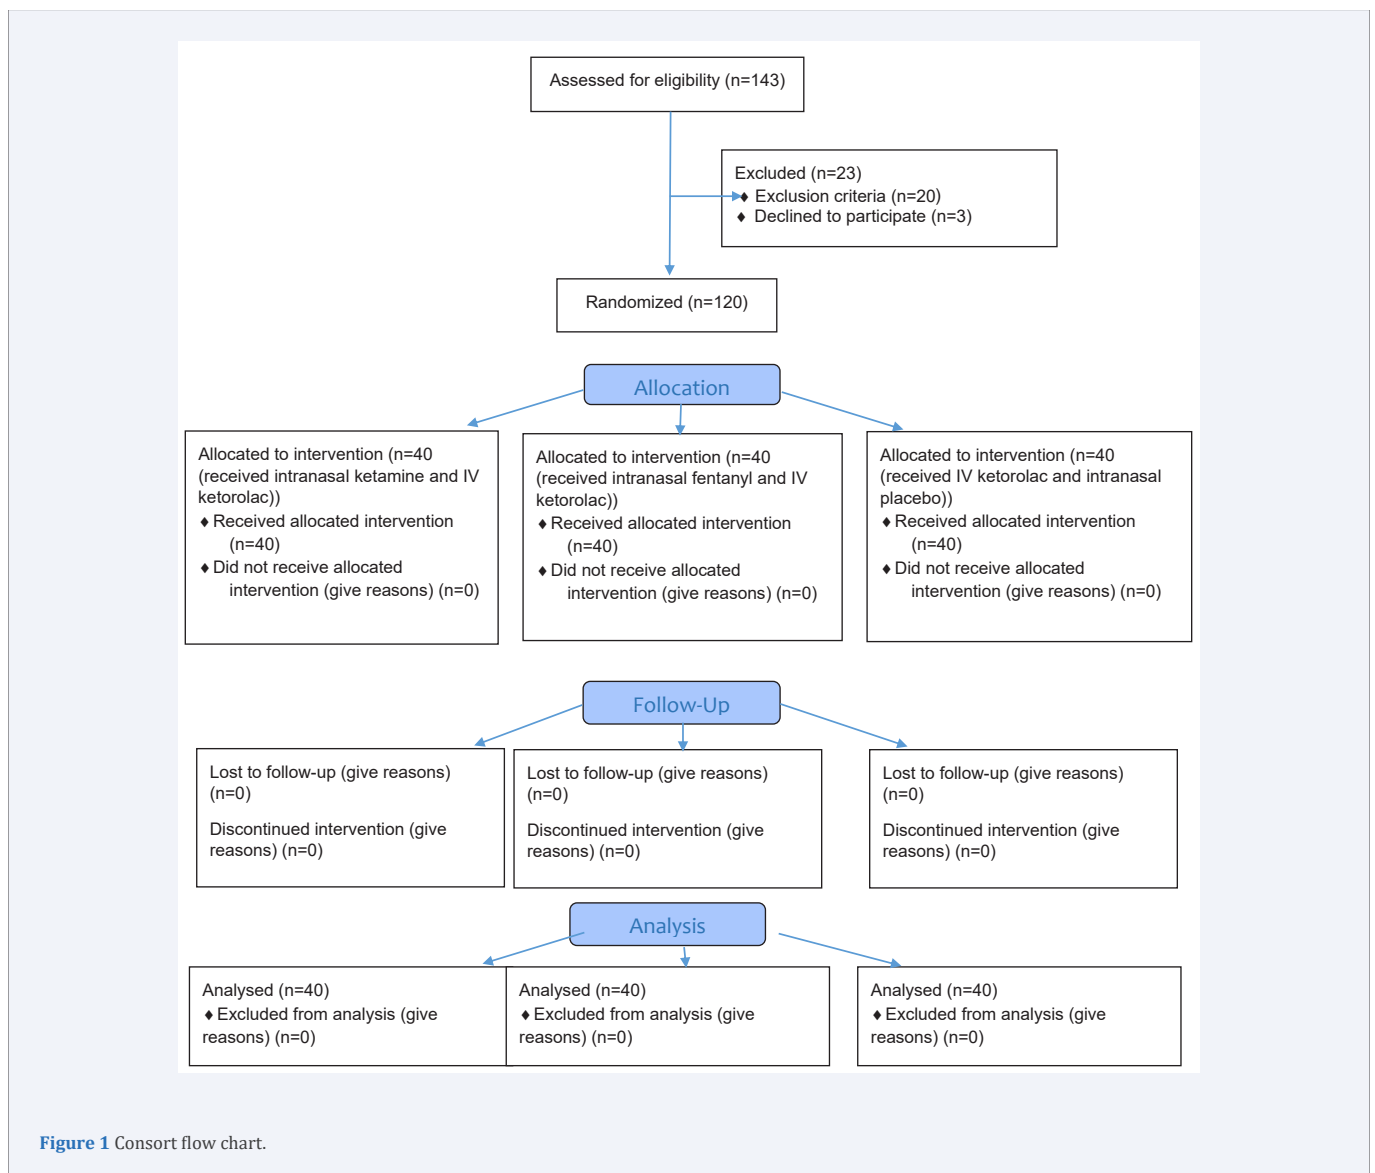 Assessed for eligibility (n=143)
Excluded (n=23)
♦ Exclusion criteria (n=20)
♦ Declined to participate (n=3)
Randomized (n=120)
Allocation
Allocated to intervention (n=40
(received intranasal ketamine and IV
ketorolac))
♦ Received allocated intervention
(n=40)
♦ Did not receive allocated
intervention (give reasons) (n=0)
Allocated to intervention (n=40
(received intranasal fentanyl and IV
ketorolac))
♦ Received allocated intervention
(n=40)
♦ Did not receive allocated
intervention (give reasons) (n=0)
Allocated to intervention (n=40
(received IV ketorolac and intranasal
placebo))
♦ Received allocated intervention
(n=40)
♦ Did not receive allocated
intervention (give reasons) (n=0)
Follow-Up
Lost to follow-up (give reasons)
(n=0)
Discontinued intervention (give
reasons) (n=0)
Lost to follow-up (give reasons)
(n=0)
Discontinued intervention (give
reasons) (n=0)
Lost to follow-up (give reasons)
(n=0)
Discontinued intervention (give
reasons) (n=0)
Analysis
Analysed (n=40)
♦ Excluded from analysis (give
reasons) (n=0)
Analysed (n=40)
♦ Excluded from analysis (give
reasons) (n=0)
Analysed (n=40)
♦ Excluded from analysis (give
reasons) (n=0)
Figure 1 Consort flow chart.